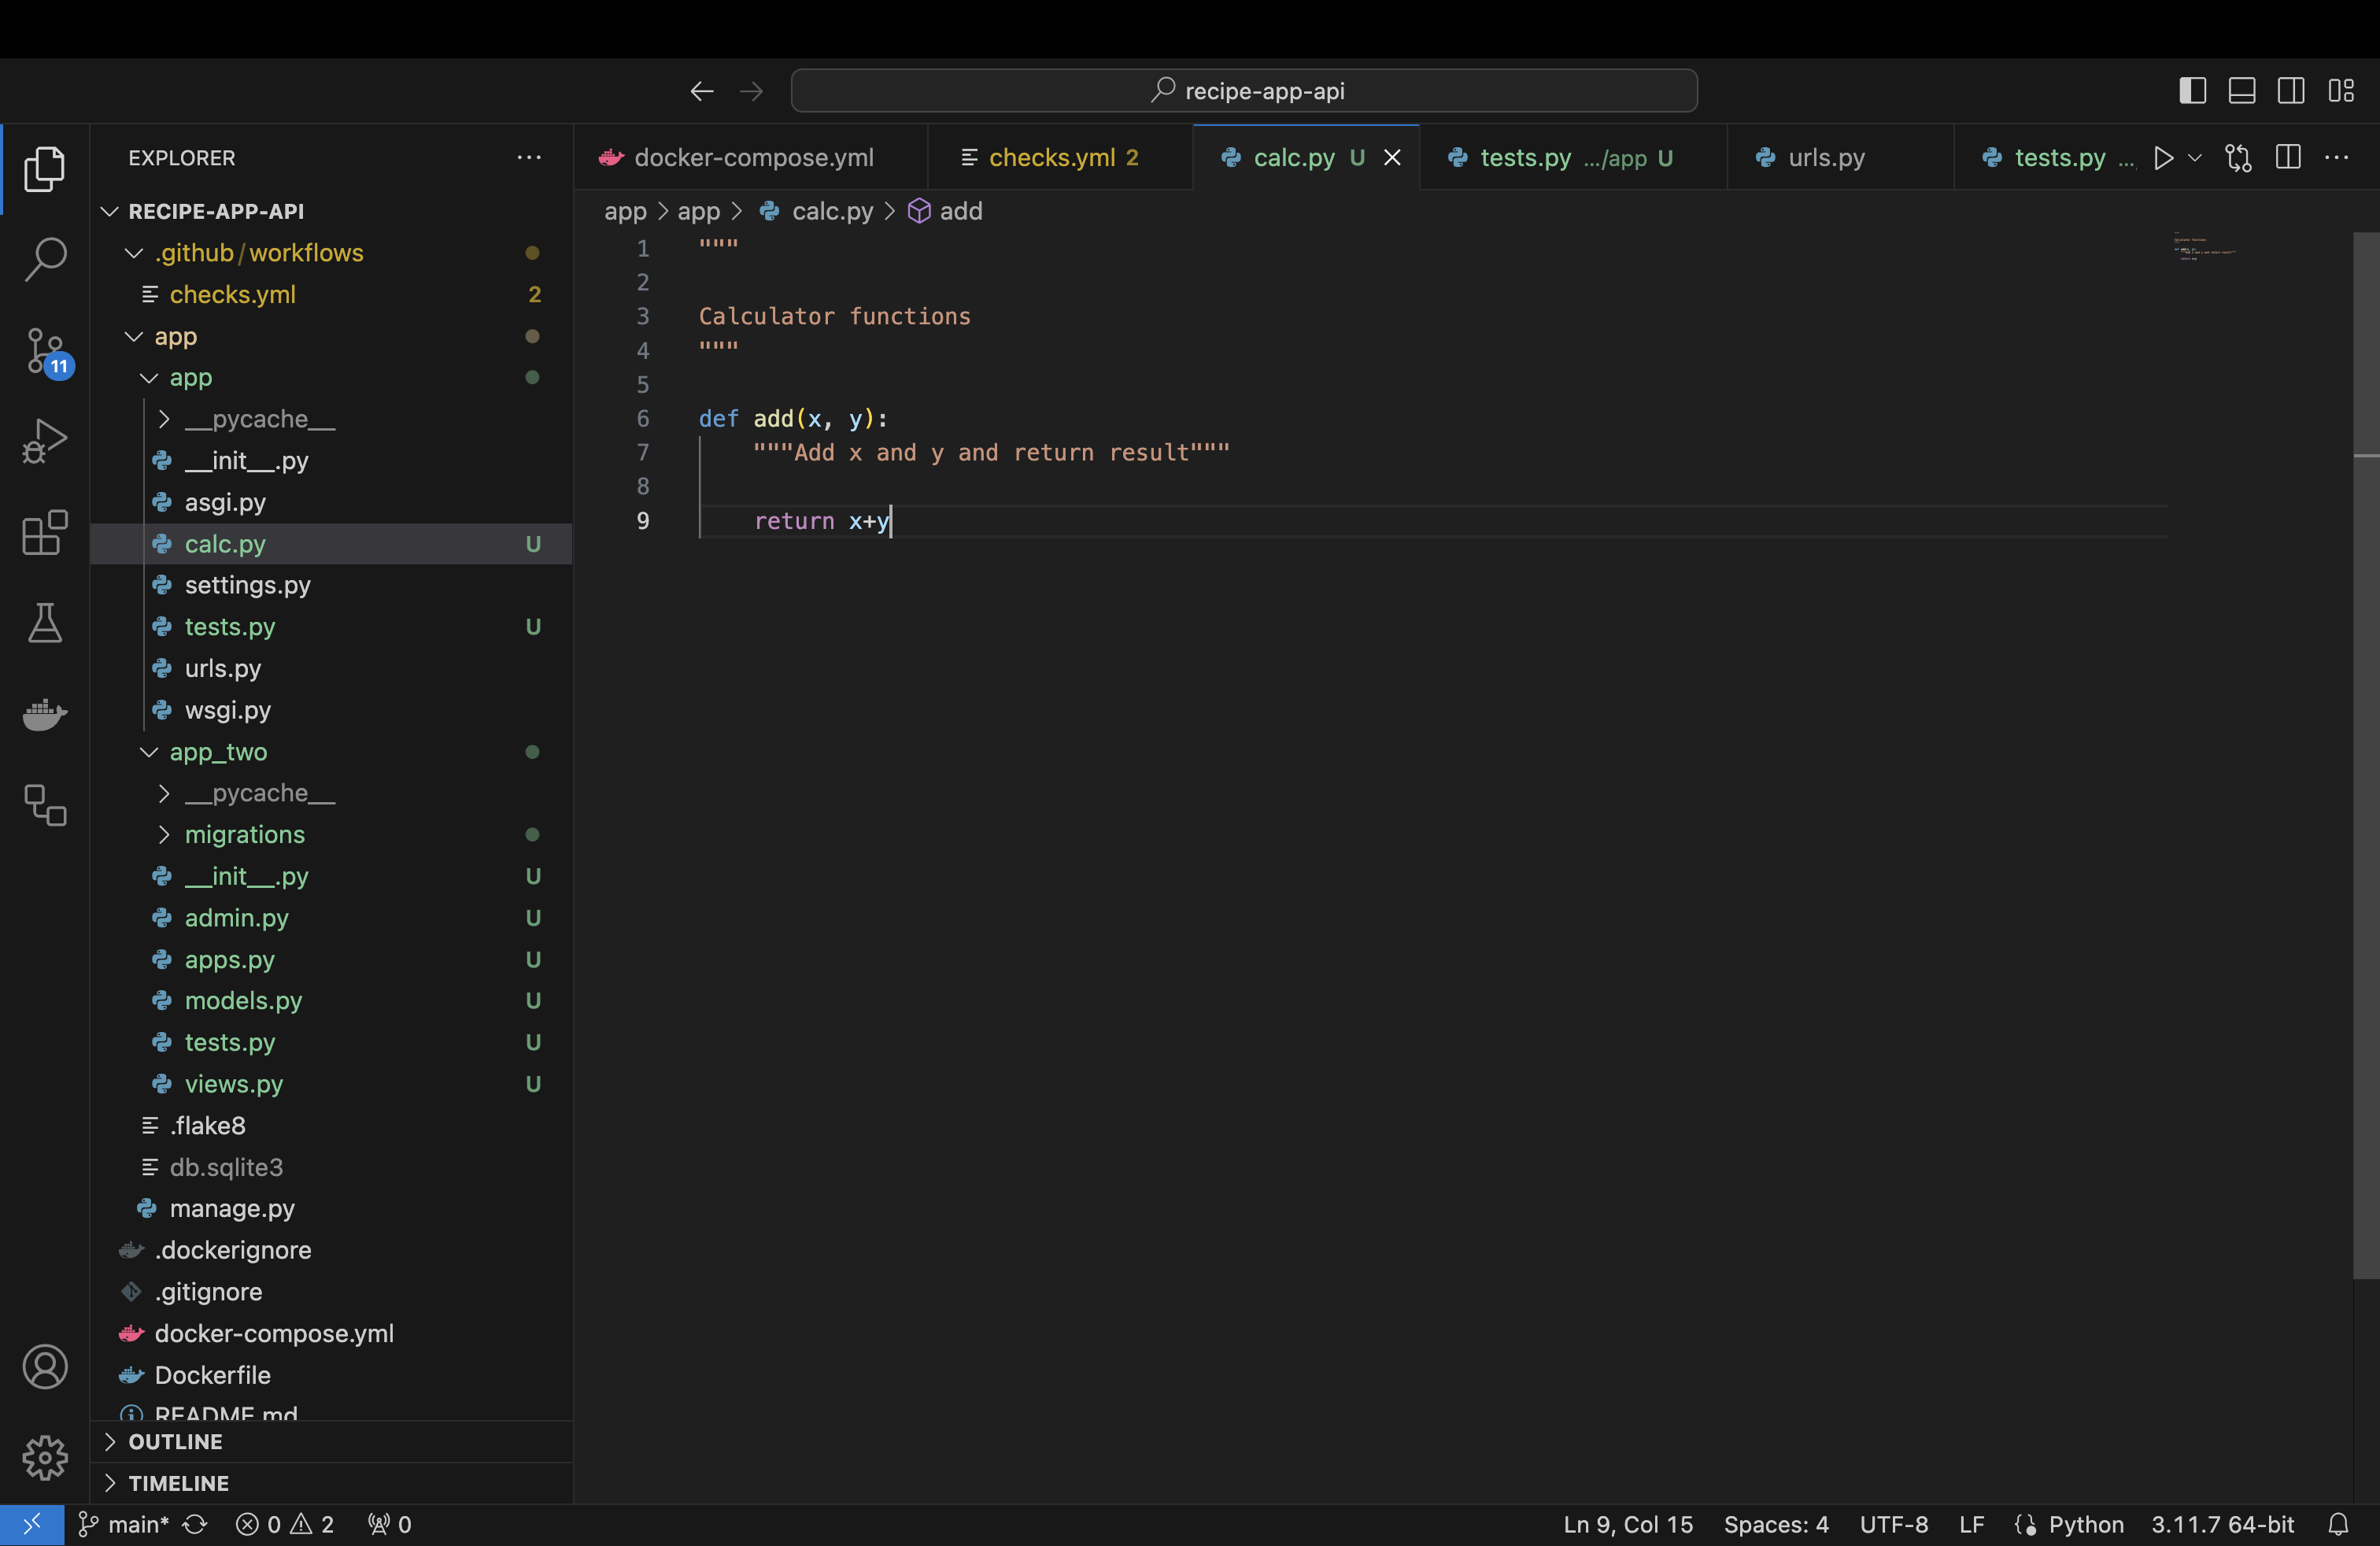 recipe-app-api
EXPLORER
RECIPE-APP-API
.github/workflows
checks.yml 2
app
app
__pycache__
__init__.py
asgi.py
calc.py U
settings.py
tests.py U
urls.py
wsgi.py
app_two
__pycache__
migrations
__init__.py U
admin.py U
apps.py U
models.py U
tests.py U
views.py U
.flake8
db.sqlite3
manage.py
.dockerignore
.gitignore
docker-compose.yml
Dockerfile
README.md
OUTLINE
TIMELINE
11
docker-compose.yml
checks.yml 2
calc.py U
tests.py .../app U
urls.py
tests.py ...
app > app > calc.py > add
1 """
2
3 Calculator functions
4 """
5
6 def add(x, y):
7 """Add x and y and return result"""
8
9 return x+y
main* 0 2 0
Ln 9, Col 15 Spaces: 4 UTF-8 LF Python 3.11.7 64-bit